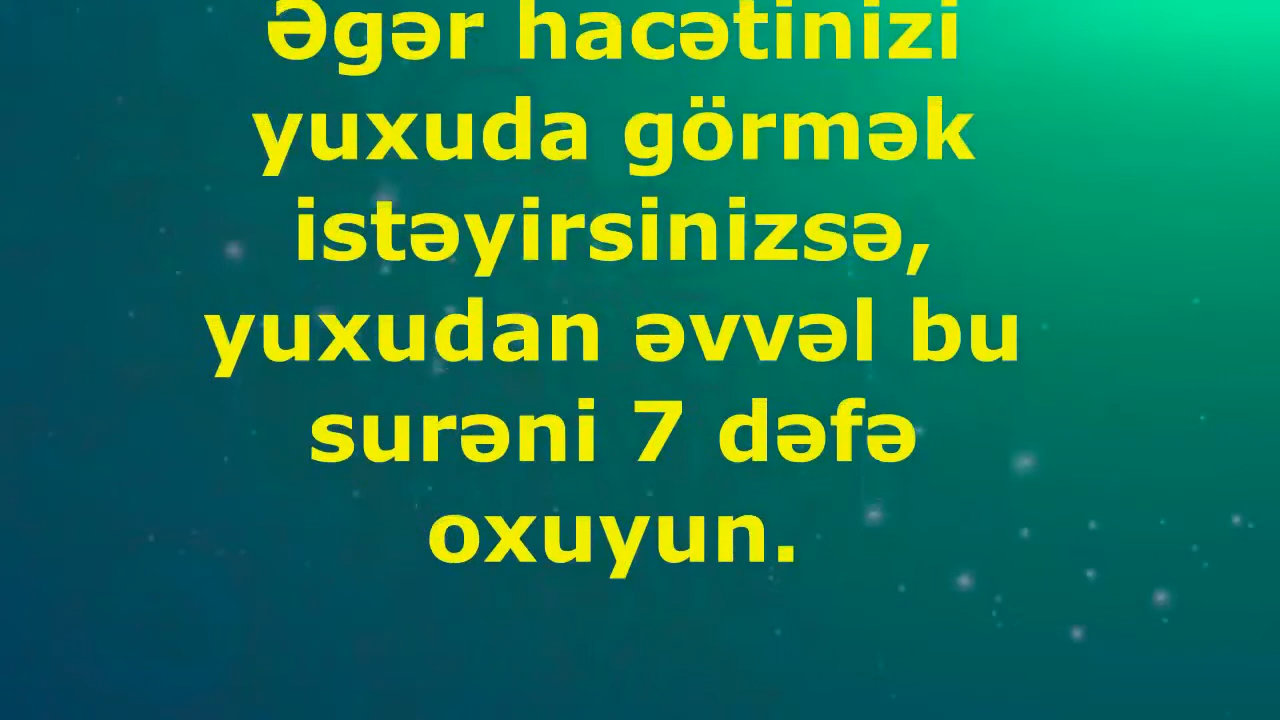 Əgər hacətinizi
yuxuda görmək
istəyirsinizsə,
yuxudan əvvəl bu
surəni 7 dəfə
oxuyun.